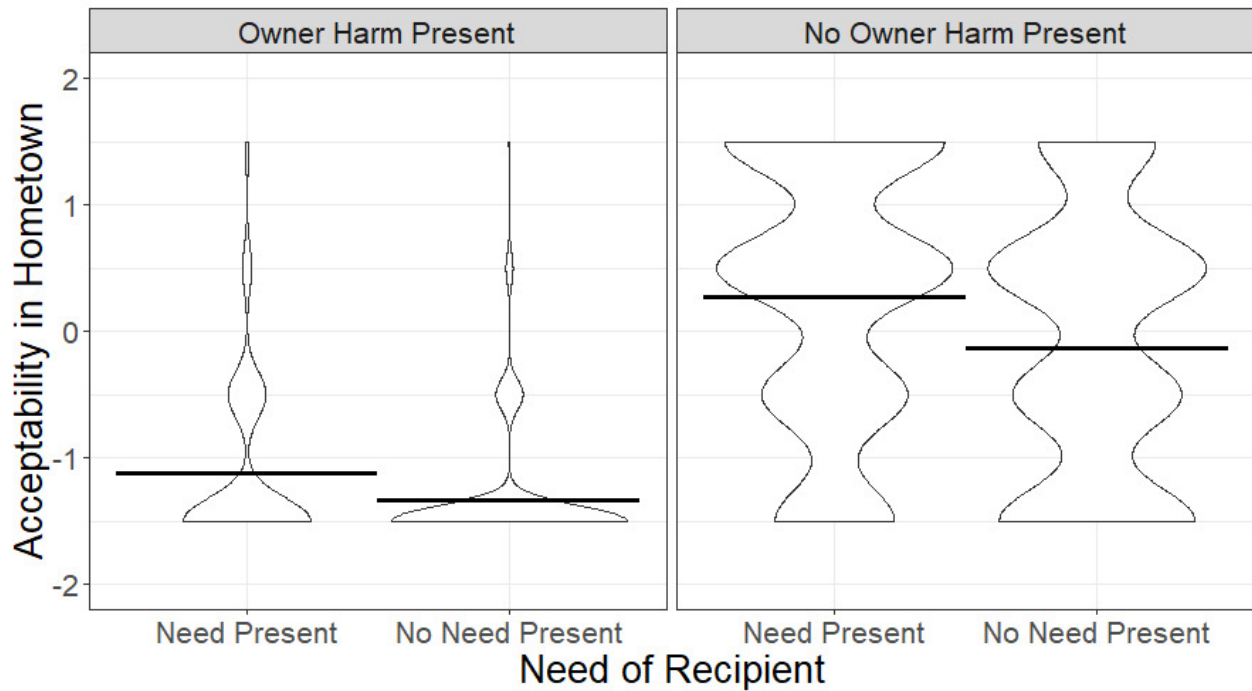 Owner Harm Present
No Owner Harm Present
Acceptability in Hometown
2
1
0
-1
-2
Need Present
No Need Present
Need Present
No Need Present
Need of Recipient